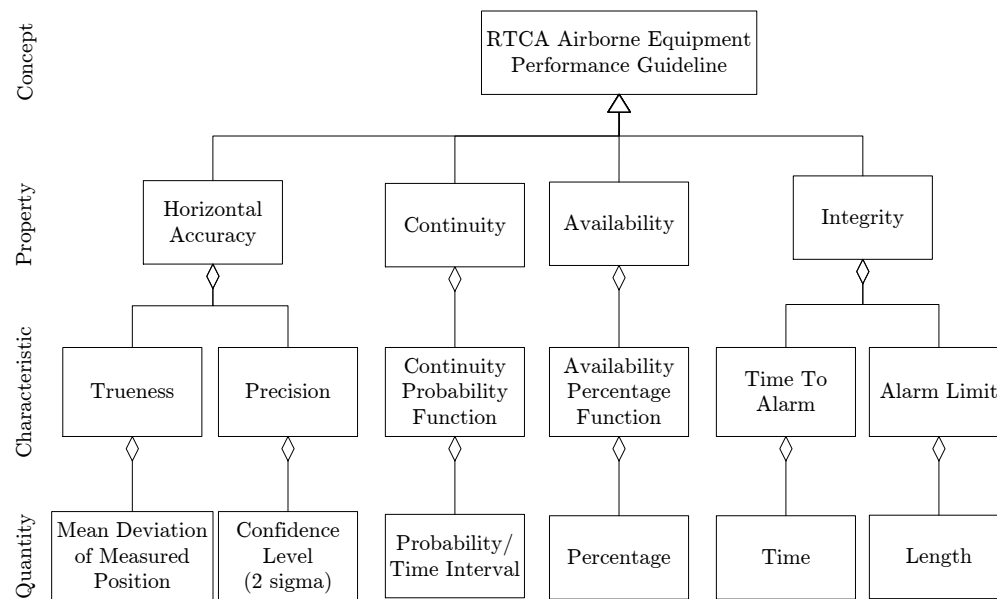 Concept
RTCA Airborne Equipment
Performance Guideline
Property
Horizontal
Accuracy
Continuity
Availability
Integrity
Characteristic
Trueness
Precision
Continuity
Probability
Function
Availability
Percentage
Function
Time To
Alarm
Alarm Limit
Quantity
Mean Deviation
of Measured
Position
Confidence
Level
(2 sigma)
Probability/
Time Interval
Percentage
Time
Length